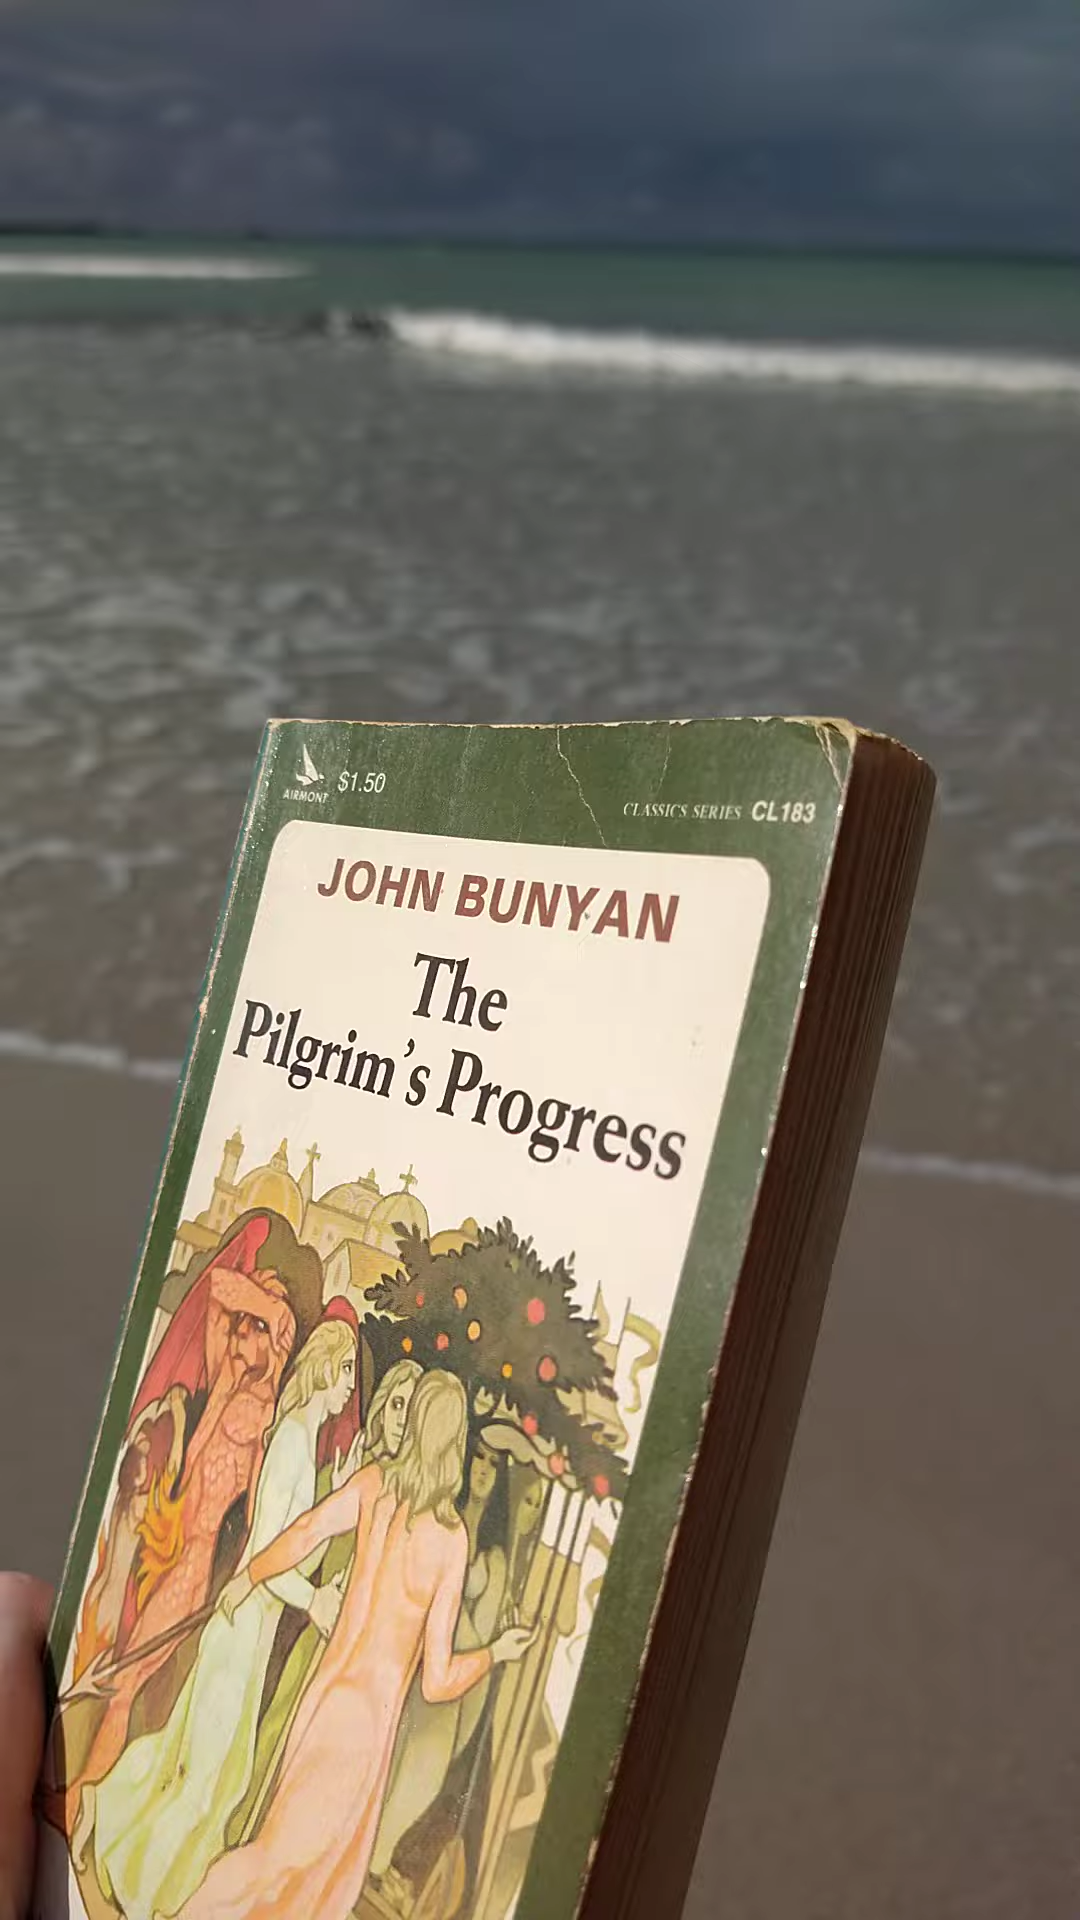 AIRMONT
$1.50
CLASSICS SERIES CL183
JOHN BUNYAN
The
Pilgrim's Progress